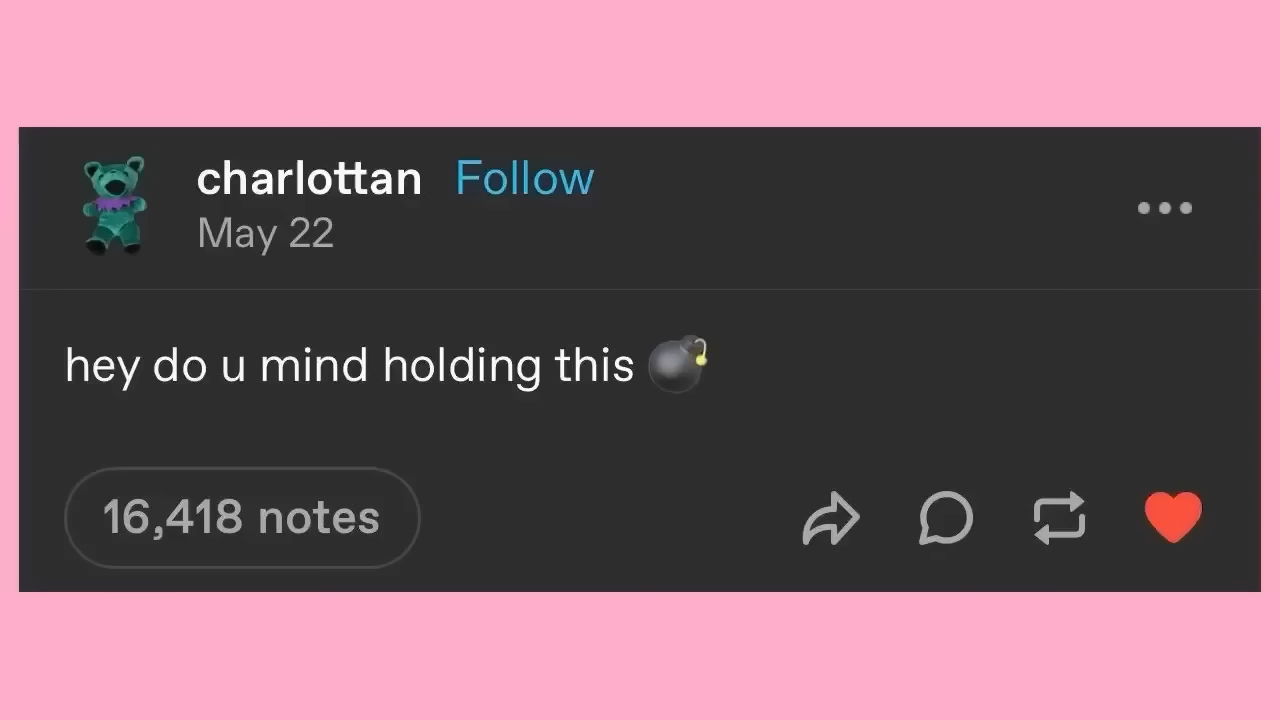 charlottan Follow
May 22
hey do u mind holding this 💣
16,418 notes